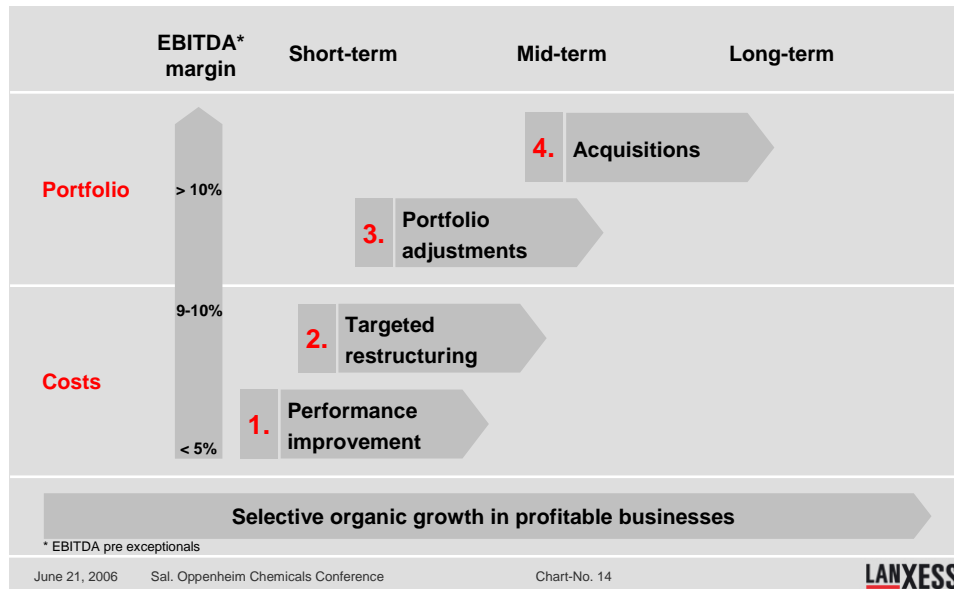 EBITDA*
margin
Short-term
Mid-term
Long-term
4. Acquisitions
Portfolio
> 10%
3. Portfolio
adjustments
9-10%
2. Targeted
restructuring
Costs
1. Performance
improvement
< 5%
Selective organic growth in profitable businesses
* EBITDA pre exceptionals
June 21, 2006 Sal. Oppenheim Chemicals Conference Chart-No. 14
LANXESS